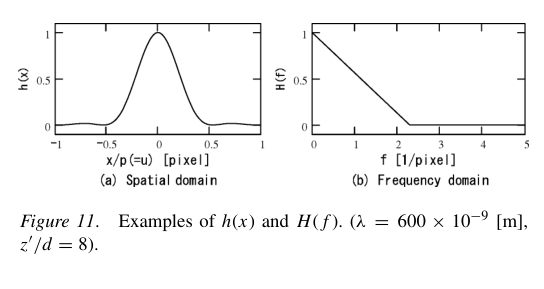 1
0.5
0
h(x)
-1
-0.5
0
0.5
1
x/p(=u) [pixel]
(a) Spatial domain
1
0.5
0
H(f)
0
1
2
3
4
5
f [1/pixel]
(b) Frequency domain
Figure 11. Examples of h(x) and H(f). (λ = 600 × 10⁻⁹ [m],
z′/d = 8).